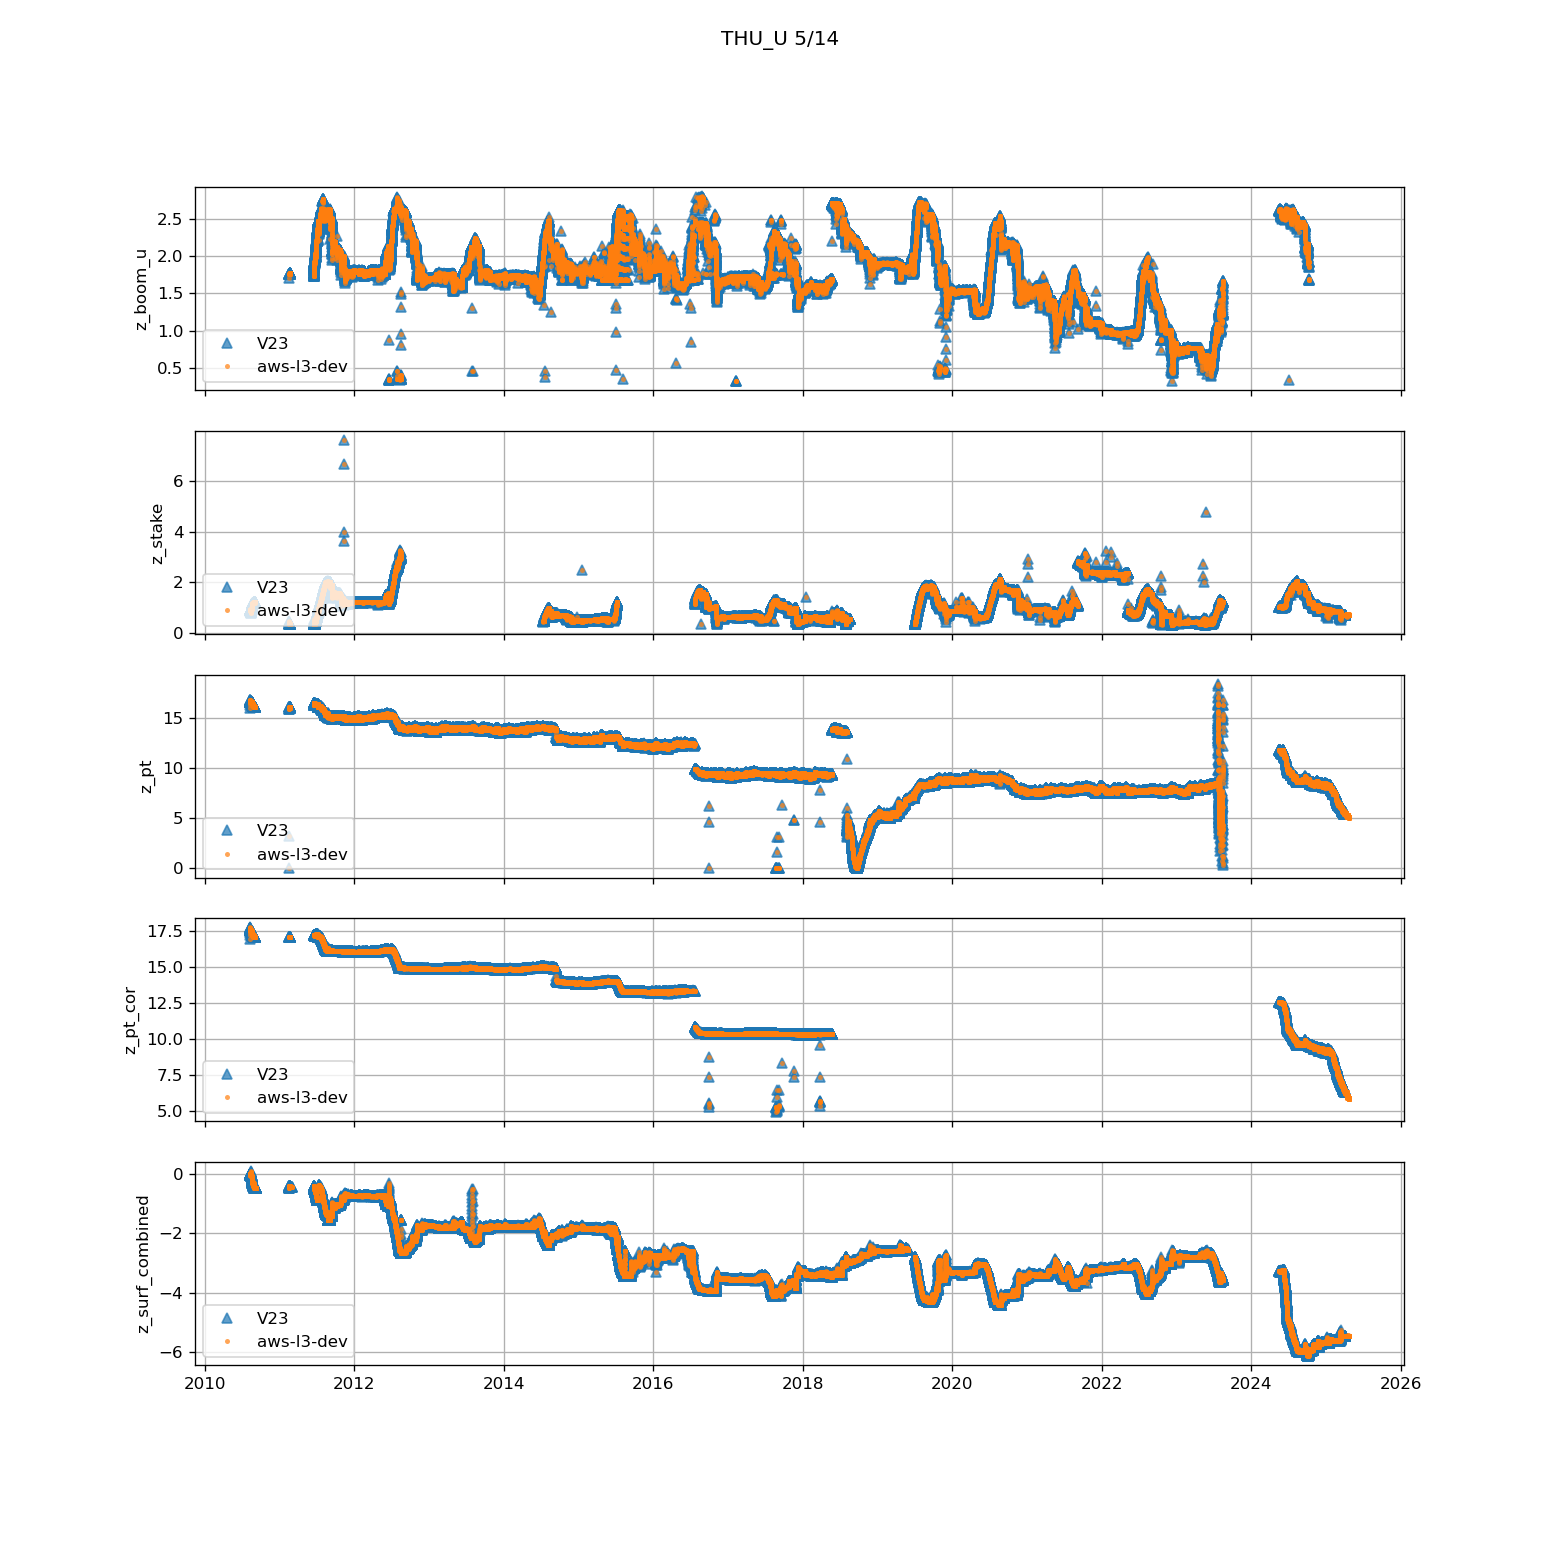 THU_U 5/14
2.5
2.0
1.5
1.0
0.5
z_boom_u
V23
aws-l3-dev
6
4
2
0
z_stake
V23
aws-l3-dev
15
10
5
0
z_pt
V23
aws-l3-dev
17.5
15.0
12.5
10.0
7.5
5.0
z_pt_cor
V23
aws-l3-dev
0
−2
−4
−6
z_surf_combined
V23
aws-l3-dev
2010 2012 2014 2016 2018 2020 2022 2024 2026